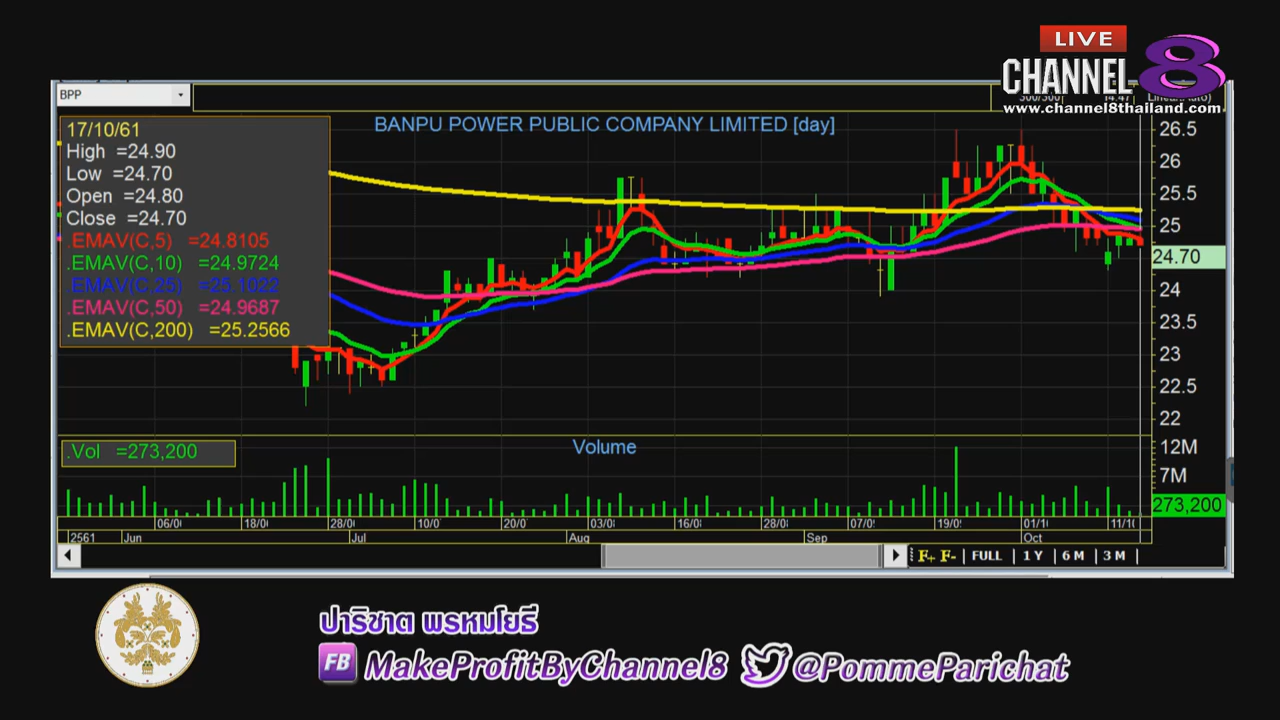 LIVE
CHANNEL 8
www.channel8thailand.com
BPP
BANPU POWER PUBLIC COMPANY LIMITED [day]
17/10/61
High =24.90
Low =24.70
Open =24.80
Close =24.70
.EMAV(C,5) =24.8105
.EMAV(C,10) =24.9724
.EMAV(C,25) =25.1022
.EMAV(C,50) =24.9687
.EMAV(C,200) =25.2566
26.5
26
25.5
25
24.70
24
23.5
23
22.5
22
.Vol =273,200
Volume
12M
7M
273,200
06/0 18/0 28/0 10/0 20/0 03/0 16/0 28/0 07/0 19/0 01/1 11/10
2561 Jun Jul Aug Sep Oct
F+ F- | FULL | 1 Y | 6 M | 3 M |
ปาริชาต พรหมโยธี
FB MakeProfitByChannel8 @PommeParichat